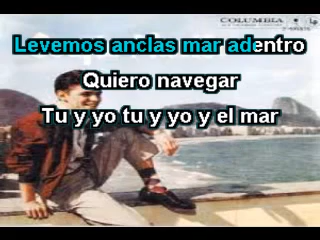 COLUMBIA
Levemos anclas mar adentro
Quiero navegar
Tu y yo tu y yo y el mar